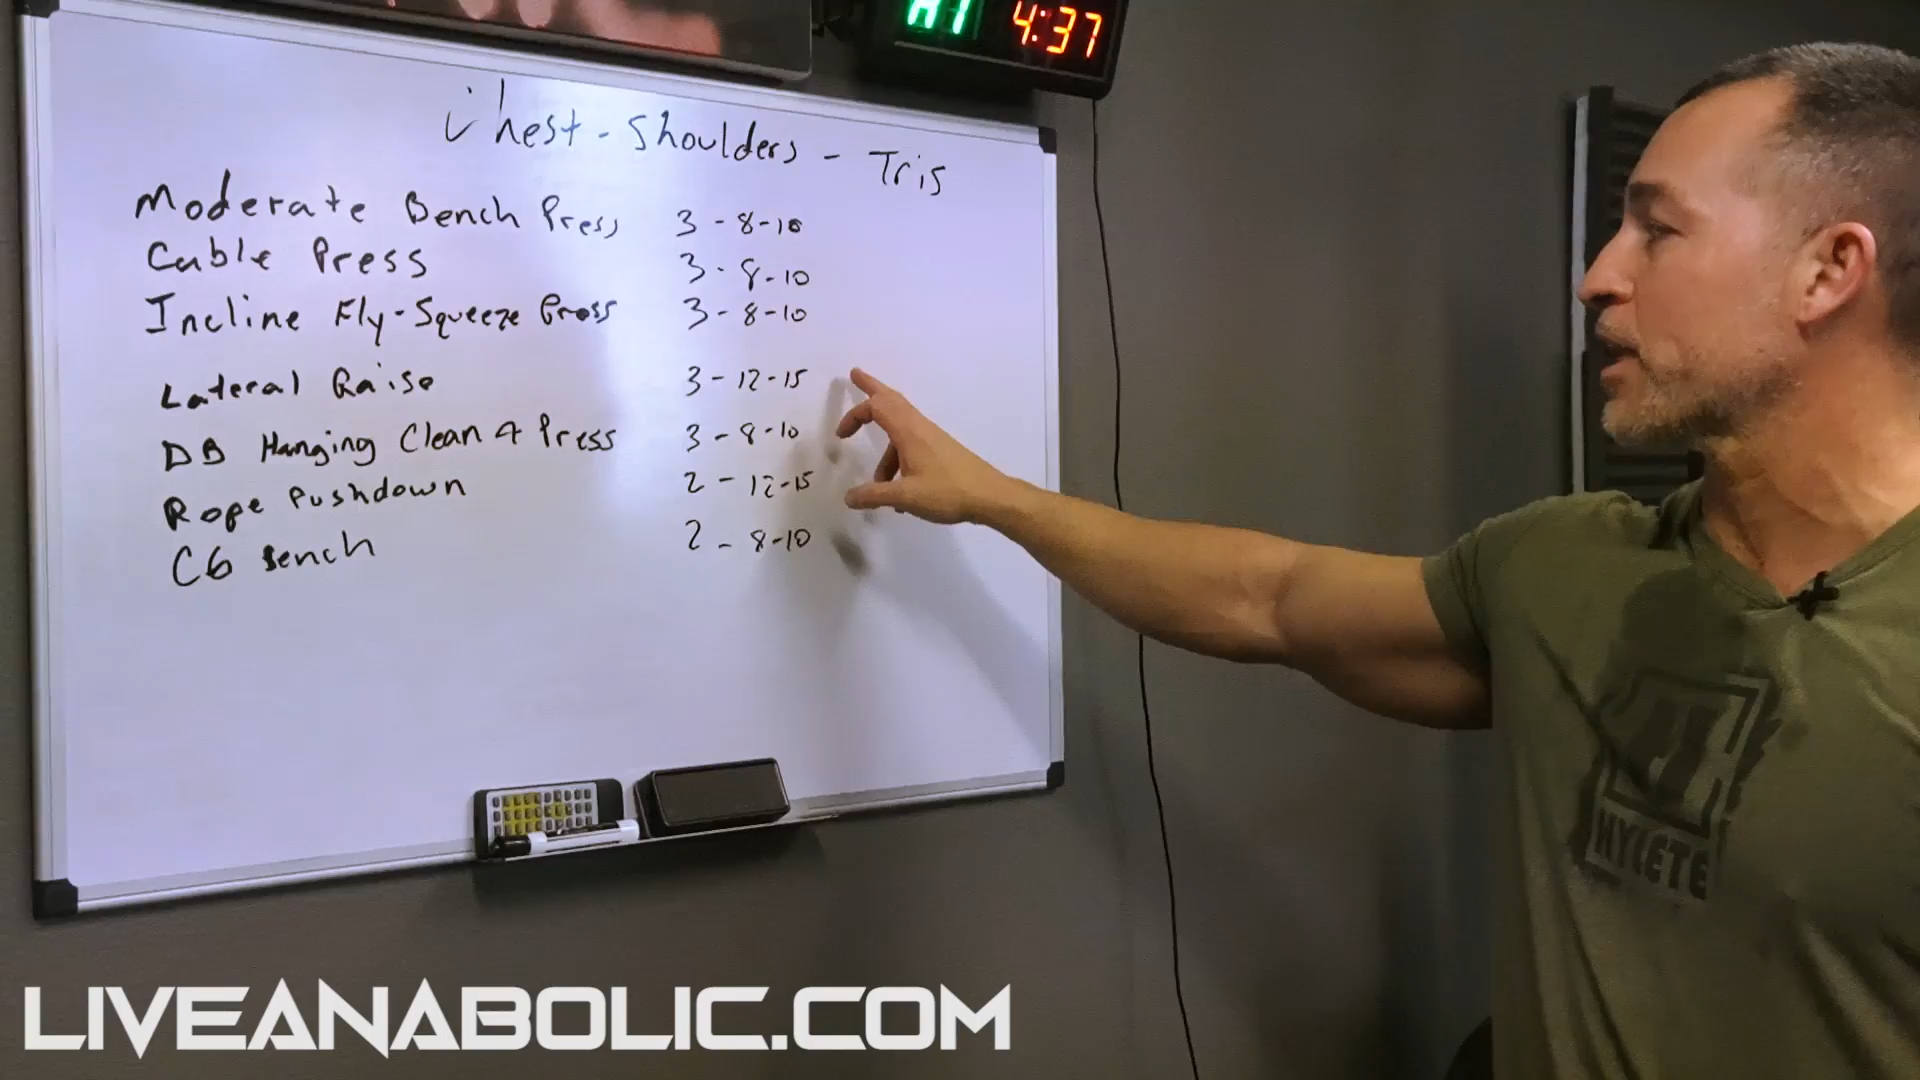 A1 4:37
Chest - Shoulders - Tris
Moderate Bench Press 3 - 8-10
Cable Press 3 - 8-10
Incline Fly-Squeeze Press 3 - 8-10
Lateral Raise 3 - 12-15
DB Hanging Clean & Press 3 - 8-10
Rope Pushdown 2 - 12-15
CG Bench 2 - 8-10
HYLETE
LIVEANABOLIC.COM